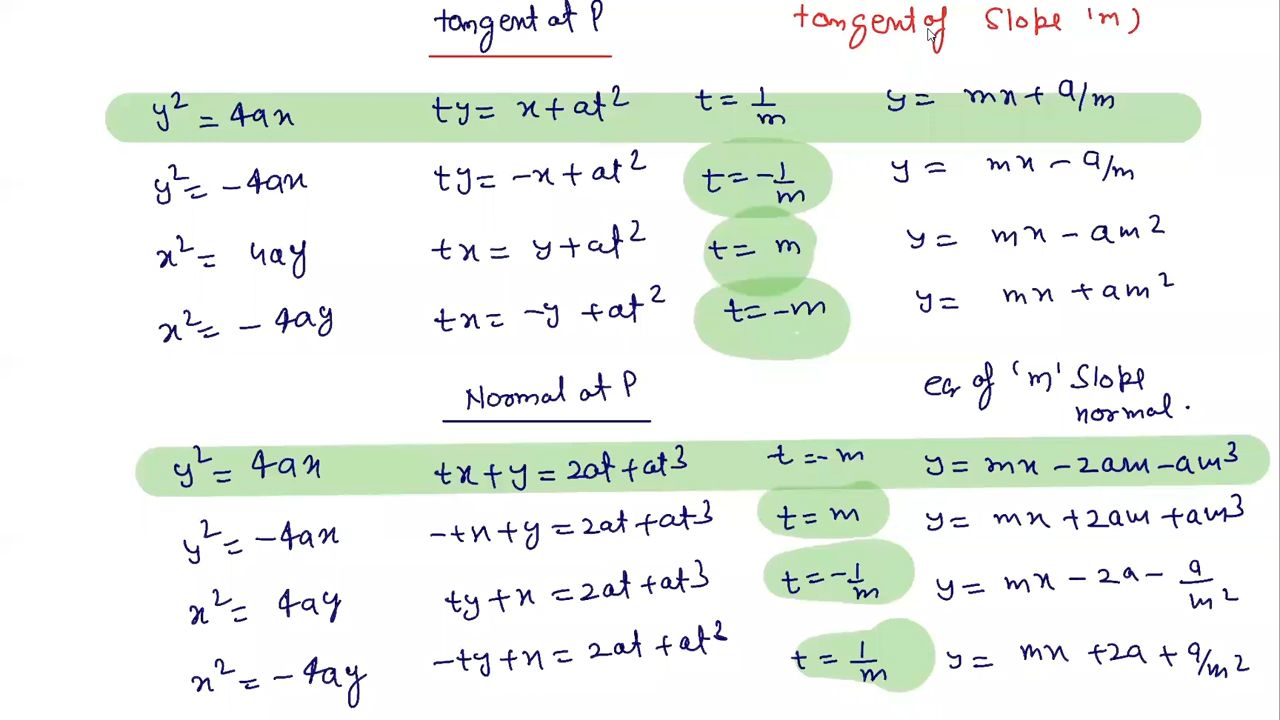 tangent at P tangent of slope 'm)
y² = 4ax ty = x + at² t = 1/m y = mx + a/m
y² = -4ax ty = -x + at² t = -1/m y = mx - a/m
x² = 4ay tx = y + at² t = m y = mx - am²
x² = -4ay tx = -y + at² t = -m y = mx + am²
Normal at P eq of 'm' slope
normal.
y² = 4ax tx + y = 2at + at³ t = -m y = mx - 2am - am³
y² = -4ax -tx + y = 2at + at³ t = m y = mx + 2am + am³
x² = 4ay ty + x = 2at + at³ t = -1/m y = mx - 2a - a/m²
x² = -4ay -ty + x = 2at + at² t = 1/m y = mx + 2a + a/m²